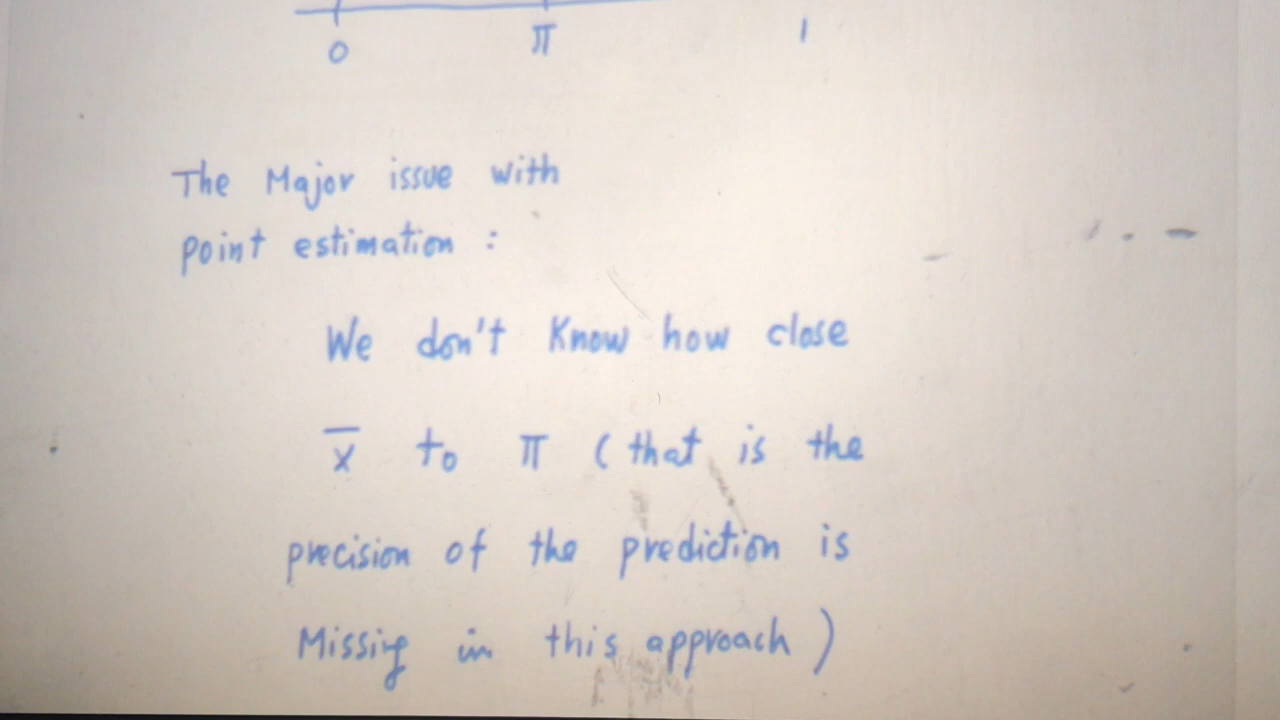 0 π 1
The Major issue with
point estimation :
We don't know how close
x̅ to π (that is the
precision of the prediction is
Missing in this approach)